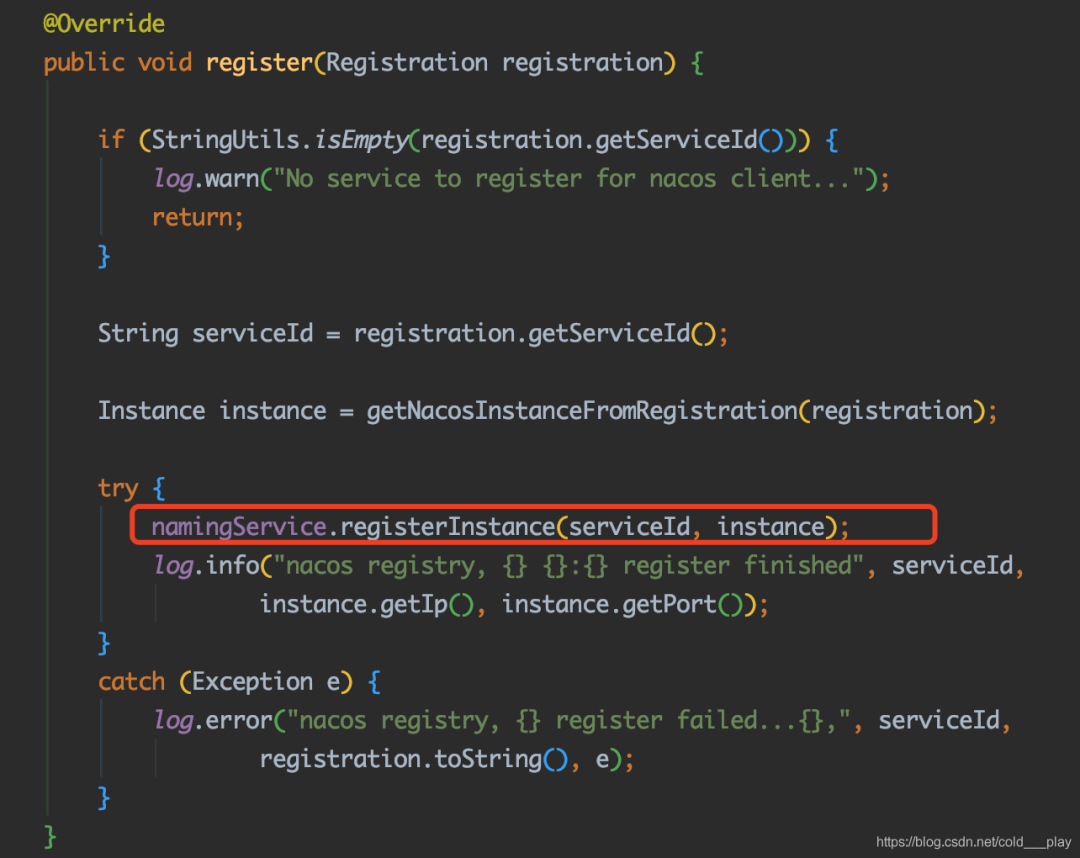 @Override
public void register(Registration registration) {
if (StringUtils.isEmpty(registration.getServiceId())) {
log.warn("No service to register for nacos client...");
return;
}
String serviceId = registration.getServiceId();
Instance instance = getNacosInstanceFromRegistration(registration);
try {
namingService.registerInstance(serviceId, instance);
log.info("nacos registry, {} {}:{} register finished", serviceId,
instance.getIp(), instance.getPort());
}
catch (Exception e) {
log.error("nacos registry, {} register failed...{},", serviceId,
registration.toString(), e);
}
}
https://blog.csdn.net/cold___play